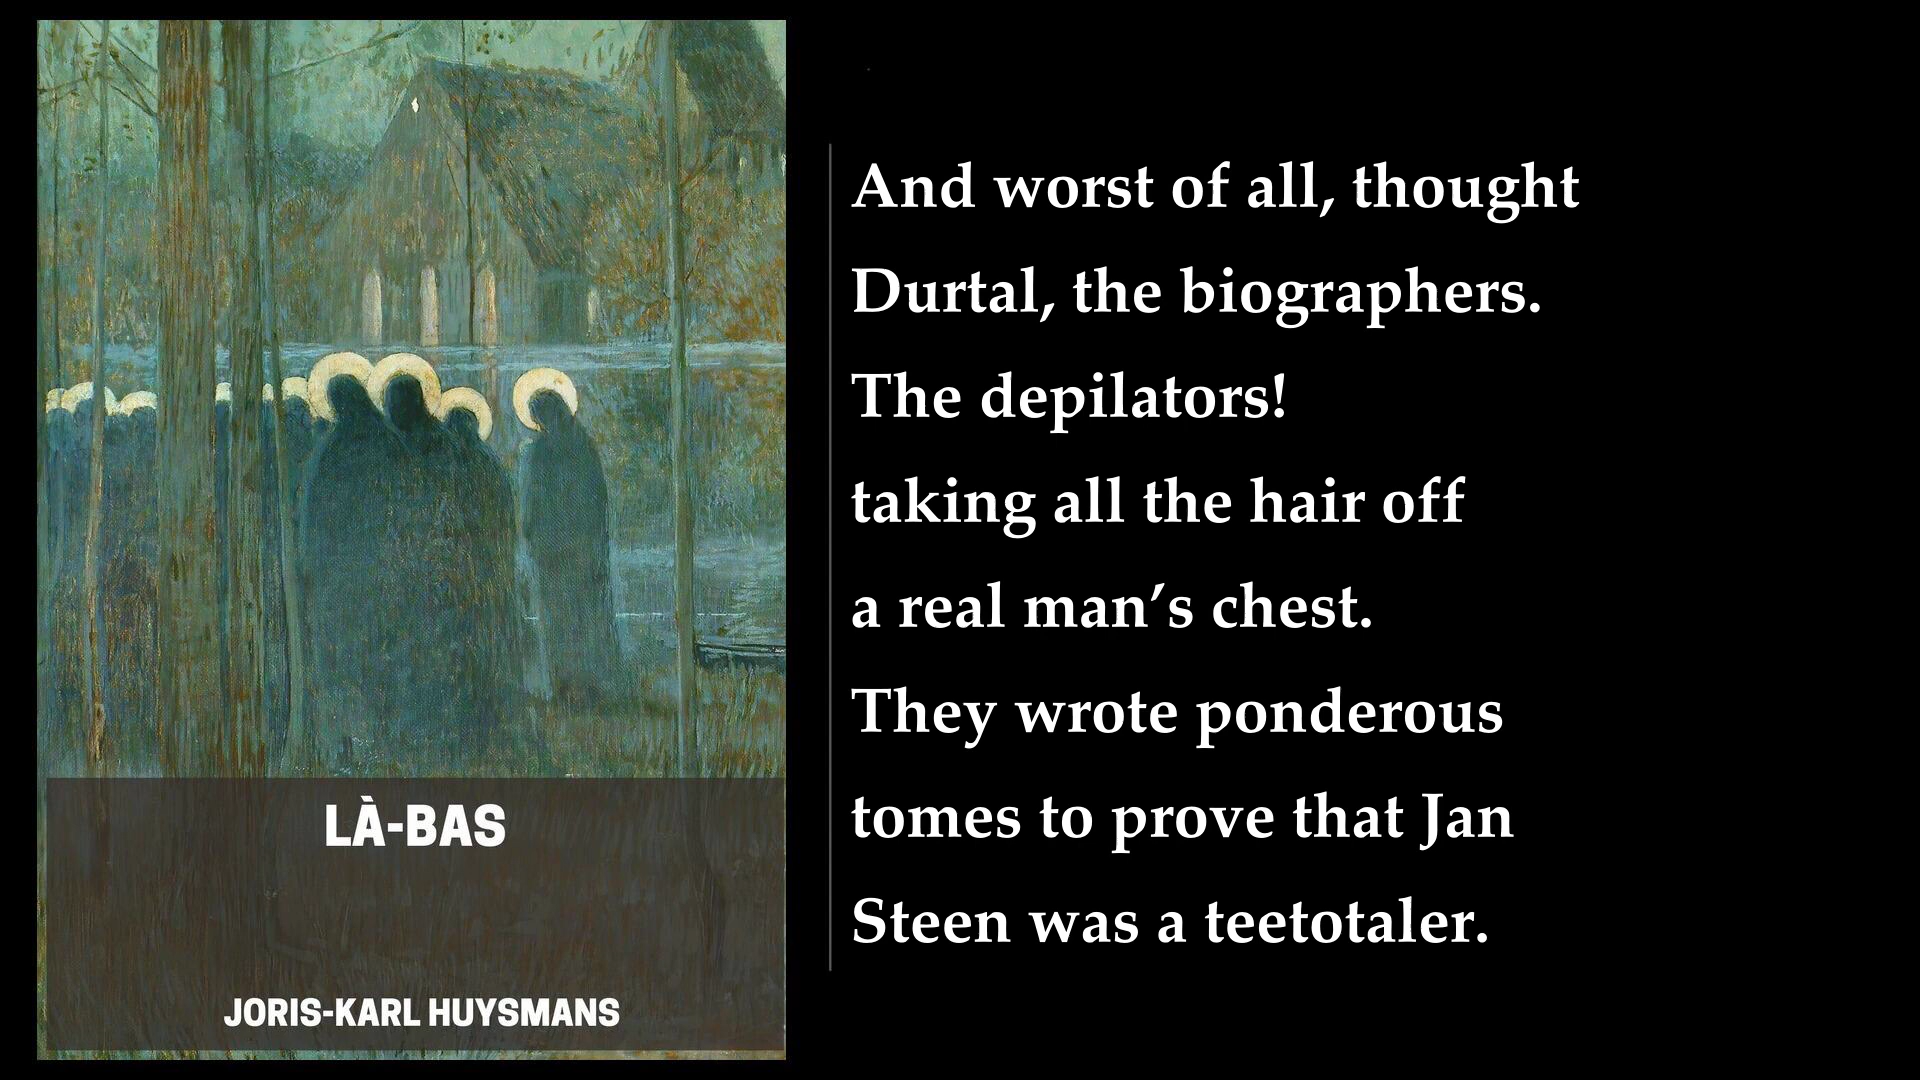 LÀ-BAS
JORIS-KARL HUYSMANS
And worst of all, thought
Durtal, the biographers.
The depilators!
taking all the hair off
a real man’s chest.
They wrote ponderous
tomes to prove that Jan
Steen was a teetotaler.